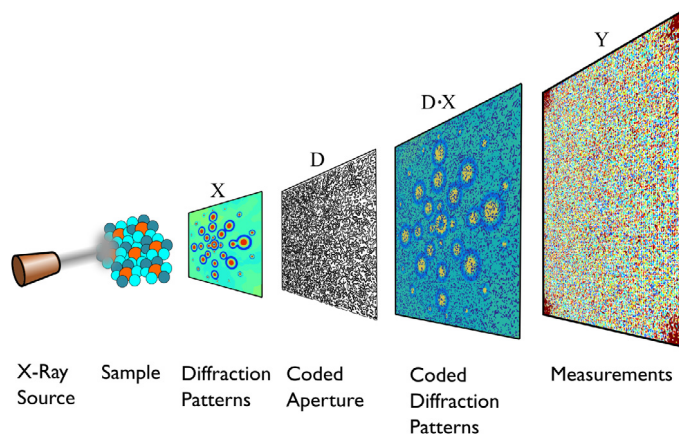 Y
D·X
D
X
X-Ray
Source
Sample
Diffraction
Patterns
Coded
Aperture
Coded
Diffraction
Patterns
Measurements